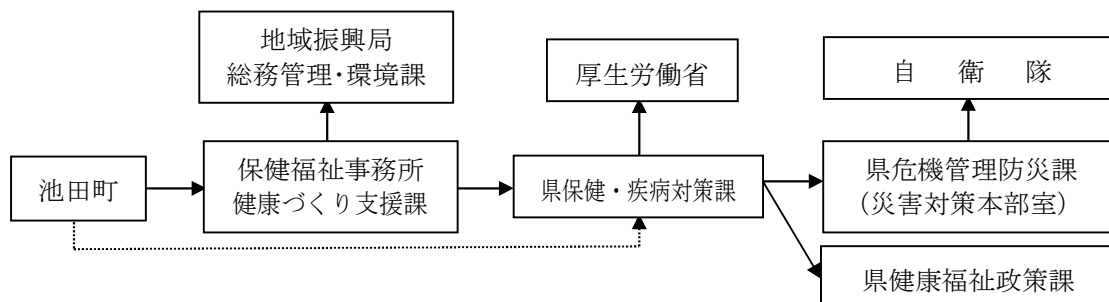 地域振興局
総務管理・環境課
厚生労働省
自　衛　隊
池田町
保健福祉事務所
健康づくり支援課
県保健・疾病対策課
県危機管理防災課
（災害対策本部室）
県健康福祉政策課